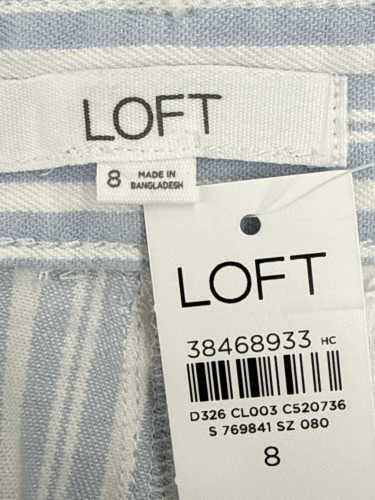 LOFT
8 MADE IN
BANGLADESH
LOFT
38468933 HC
D326 CL003 C520736
S 769841 SZ 080
8